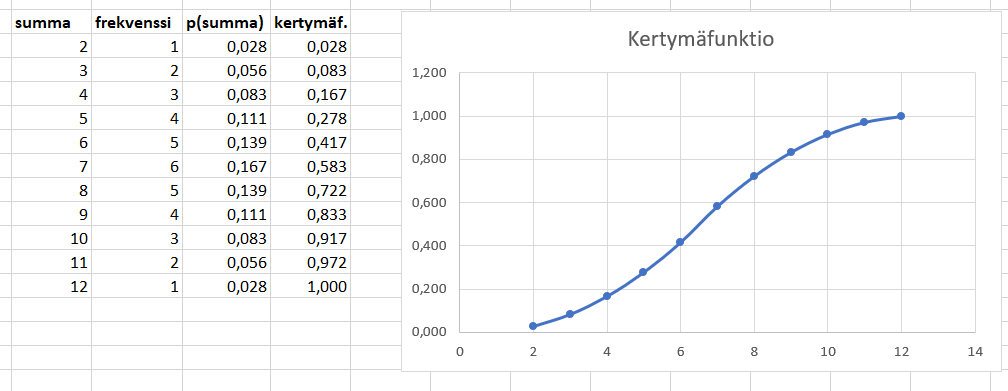 summa frekvenssi p(summa) kertymäf.
2 1 0,028 0,028
3 2 0,056 0,083
4 3 0,083 0,167
5 4 0,111 0,278
6 5 0,139 0,417
7 6 0,167 0,583
8 5 0,139 0,722
9 4 0,111 0,833
10 3 0,083 0,917
11 2 0,056 0,972
12 1 0,028 1,000
Kertymäfunktio
1,200
1,000
0,800
0,600
0,400
0,200
0,000
0 2 4 6 8 10 12 14